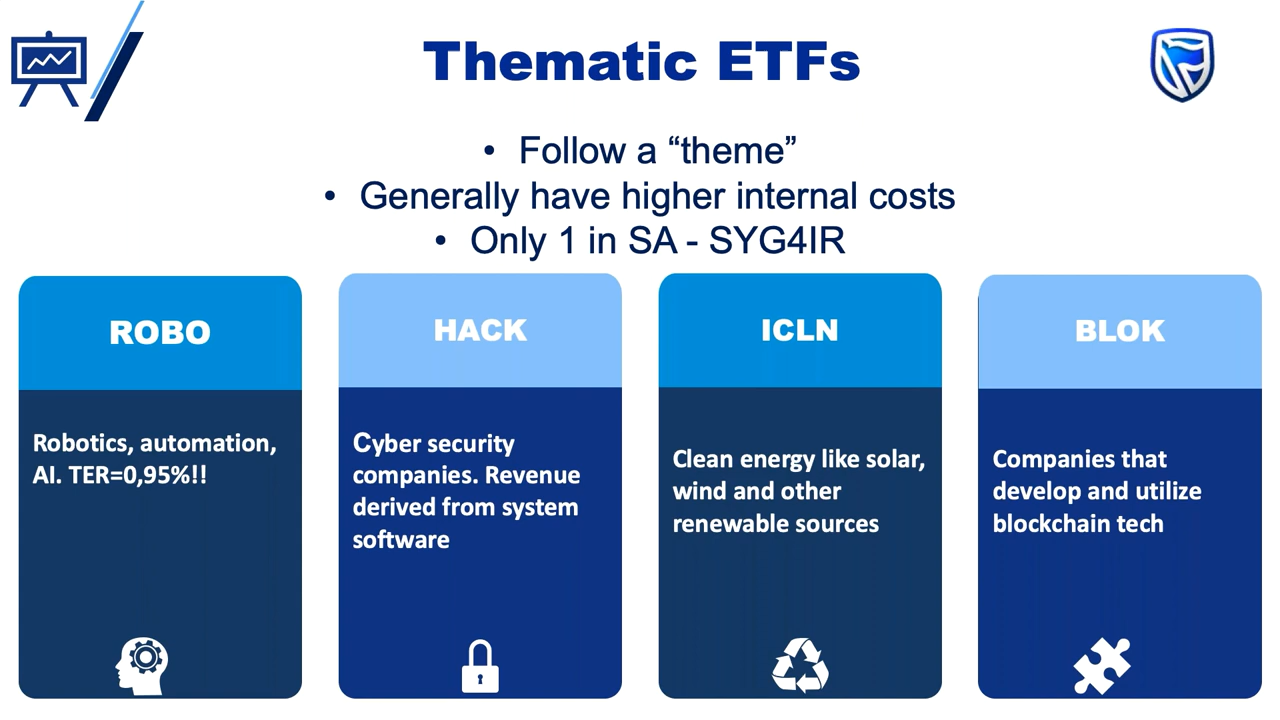 Thematic ETFs
• Follow a “theme”
• Generally have higher internal costs
• Only 1 in SA - SYG4IR
ROBO
Robotics, automation,
AI. TER=0,95%!!
HACK
Cyber security
companies. Revenue
derived from system
software
ICLN
Clean energy like solar,
wind and other
renewable sources
BLOK
Companies that
develop and utilize
blockchain tech